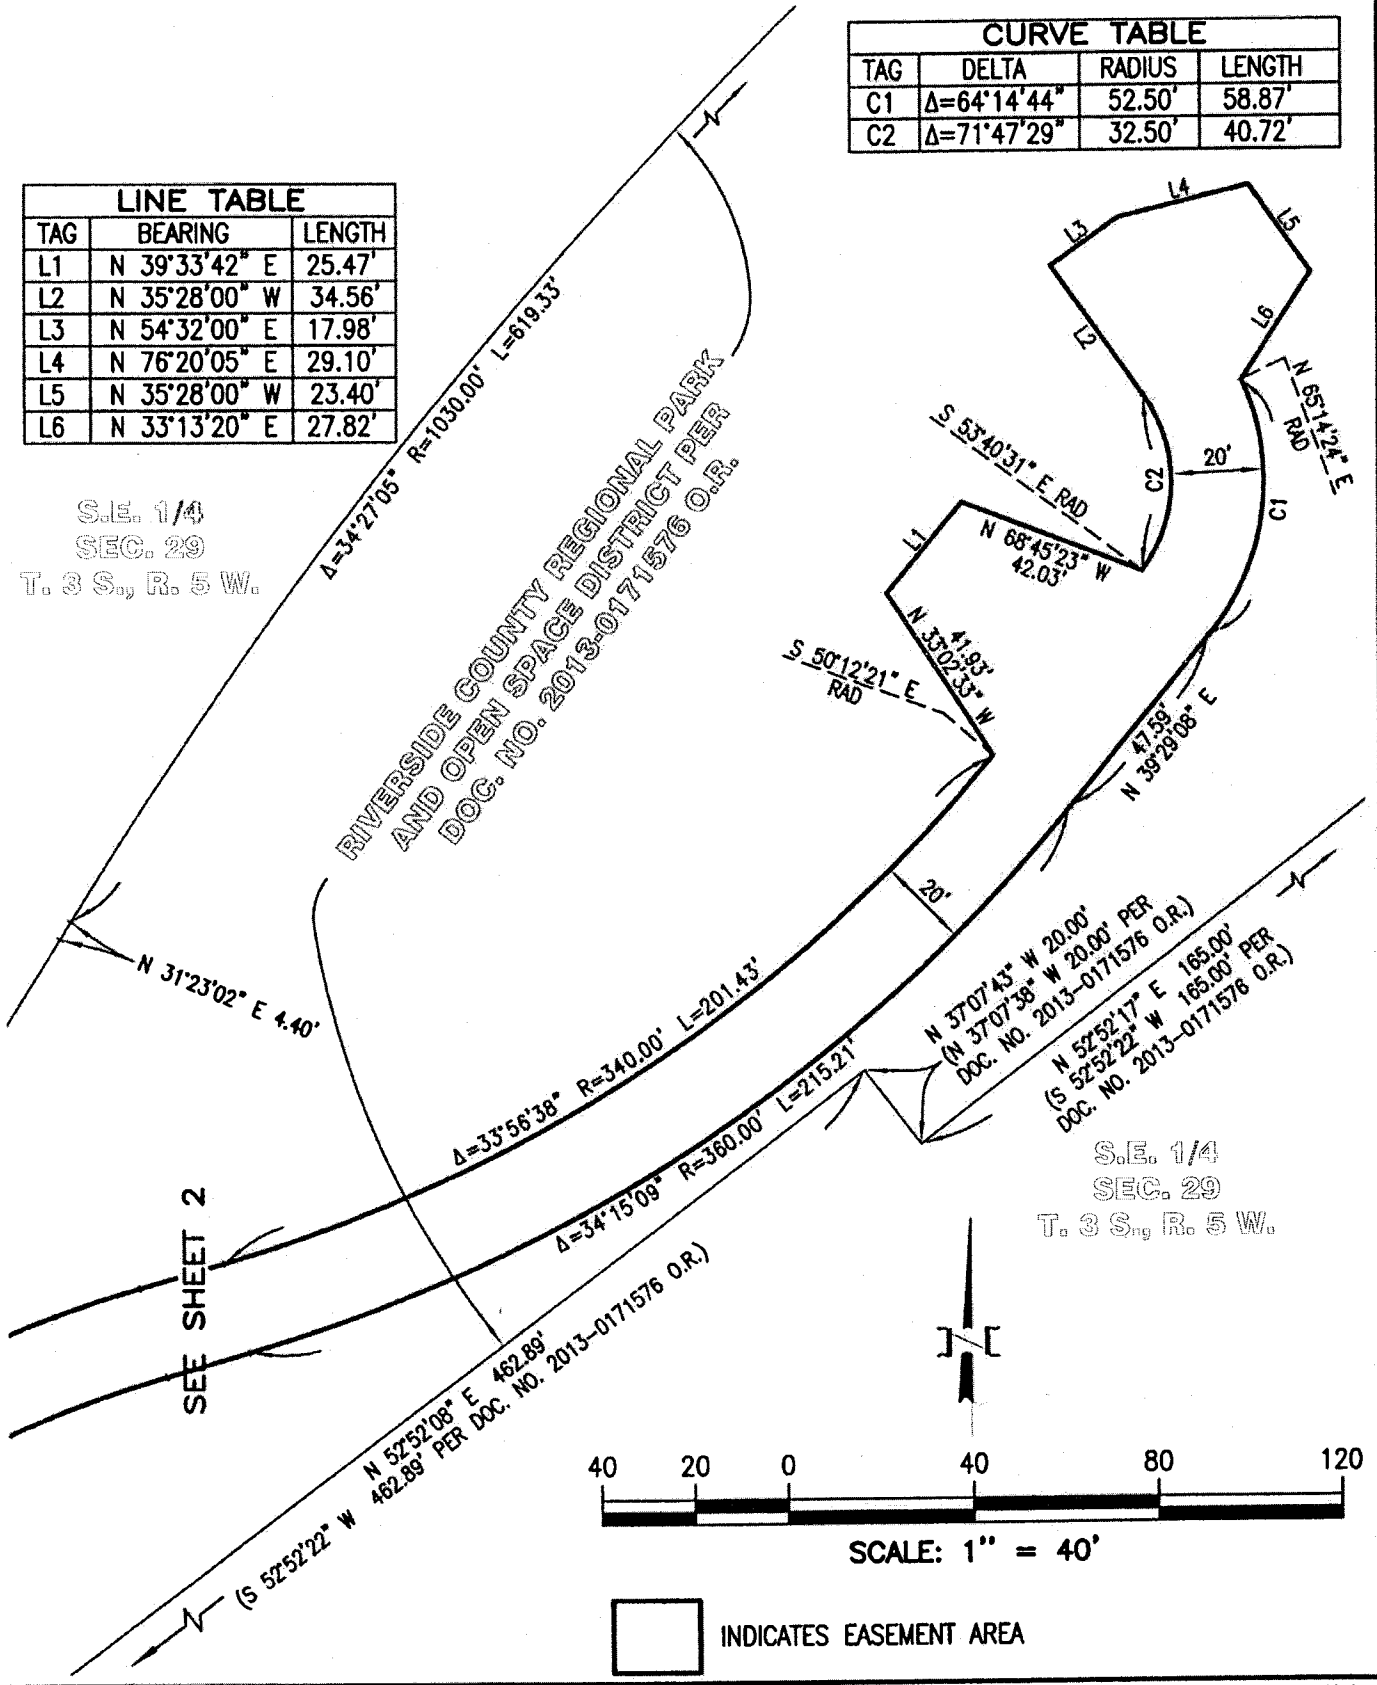 CURVE TABLE
TAG DELTA RADIUS LENGTH
C1 Δ=64°14'44" 52.50' 58.87'
C2 Δ=71°47'29" 32.50' 40.72'
LINE TABLE
TAG BEARING LENGTH
L1 N 39°33'42" E 25.47'
L2 N 35°28'00" W 34.56'
L3 N 54°32'00" E 17.98'
L4 N 76°20'05" E 29.10'
L5 N 35°28'00" W 23.40'
L6 N 33°13'20" E 27.82'
S.E. 1/4
SEC. 29
T. 3 S., R. 5 W.
Δ=34°27'05" R=1030.00' L=619.33'
RIVERSIDE COUNTY REGIONAL PARK
AND OPEN SPACE DISTRICT PER
DOC. NO. 2013-0171576 O.R.
L4
L3
L5
L2
L6
N 65°14'24" E
RAD
S 53°40'31" E RAD
C2
20'
C1
L1
N 68°45'23" W
42.03'
41.93'
N 33°02'33" W
S 50°12'21" E
RAD
47.59'
N 39°29'08" E
20'
N 31°23'02" E 4.40'
N 37°07'43" W 20.00'
(N 37°07'38" W 20.00' PER
DOC. NO. 2013-0171576 O.R.)
N 52°52'17" E 165.00'
(S 52°52'22" W 165.00' PER
DOC. NO. 2013-0171576 O.R.)
Δ=33°56'38" R=340.00' L=201.43'
Δ=34°15'09" R=360.00' L=215.21'
S.E. 1/4
SEC. 29
T. 3 S., R. 5 W.
SEE SHEET 2
N 52°52'08" E 462.89'
(S 52°52'22" W 462.89' PER DOC. NO. 2013-0171576 O.R.)
N
40 20 0 40 80 120
SCALE: 1" = 40'
INDICATES EASEMENT AREA